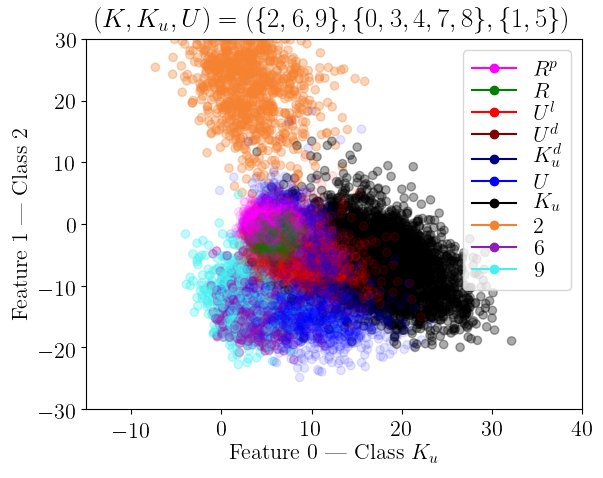 (K, K_u, U) = ({2, 6, 9}, {0, 3, 4, 7, 8}, {1, 5})
30
20
10
0
−10
−20
−30
Feature 1 — Class 2
R^p
R
U^l
U^d
K_u^d
U
K_u
2
6
9
−10
0
10
20
30
40
Feature 0 — Class K_u